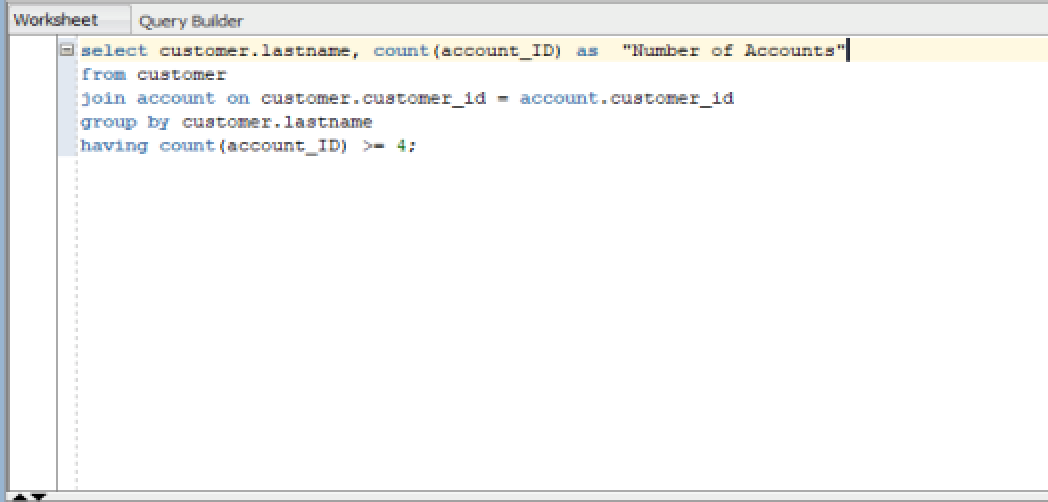 Worksheet Query Builder
select customer.lastname, count(account_ID) as  "Number of Accounts"
from customer
join account on customer.customer_id = account.customer_id
group by customer.lastname
having count(account_ID) >= 4;